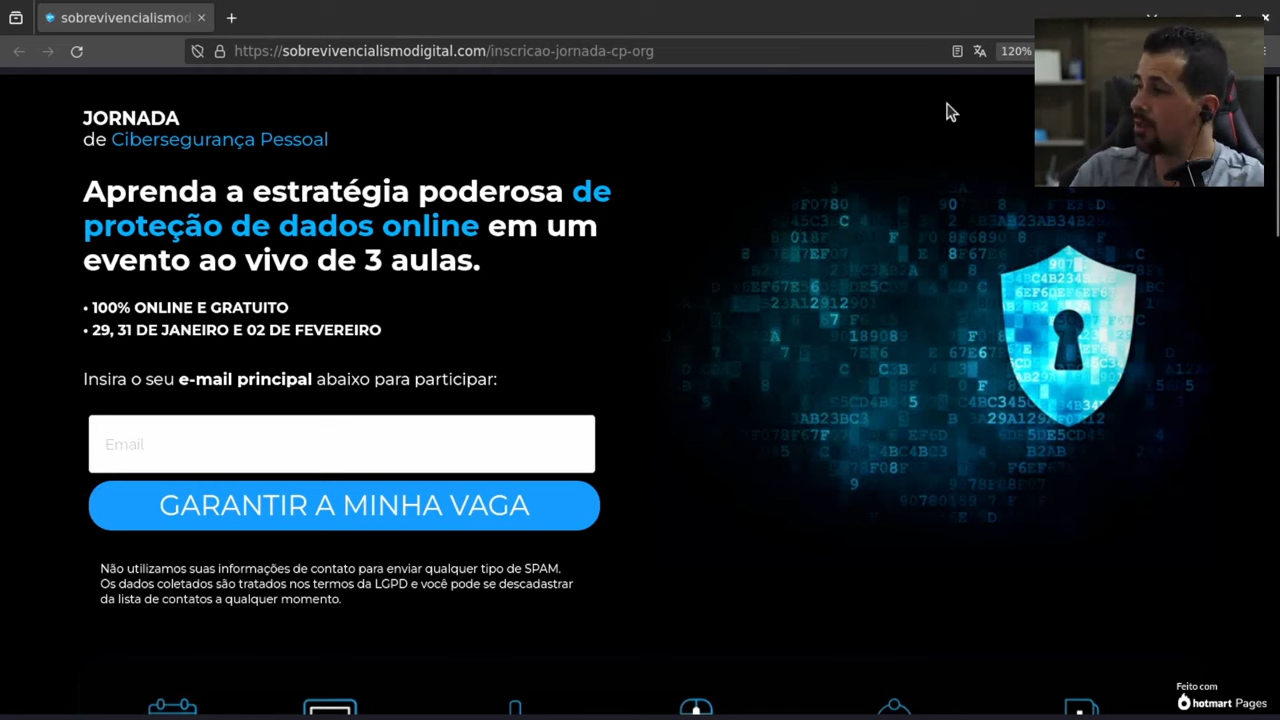 sobrevivencialismod
https://sobrevivencialismodigital.com/inscricao-jornada-cp-org
120%
JORNADA
de Cibersegurança Pessoal
Aprenda a estratégia poderosa de
proteção de dados online em um
evento ao vivo de 3 aulas.
• 100% ONLINE E GRATUITO
• 29, 31 DE JANEIRO E 02 DE FEVEREIRO
Insira o seu e-mail principal abaixo para participar:
Email
GARANTIR A MINHA VAGA
Não utilizamos suas informações de contato para enviar qualquer tipo de SPAM.
Os dados coletados são tratados nos termos da LGPD e você pode se descadastrar
da lista de contatos a qualquer momento.
Feito com
hotmart Pages